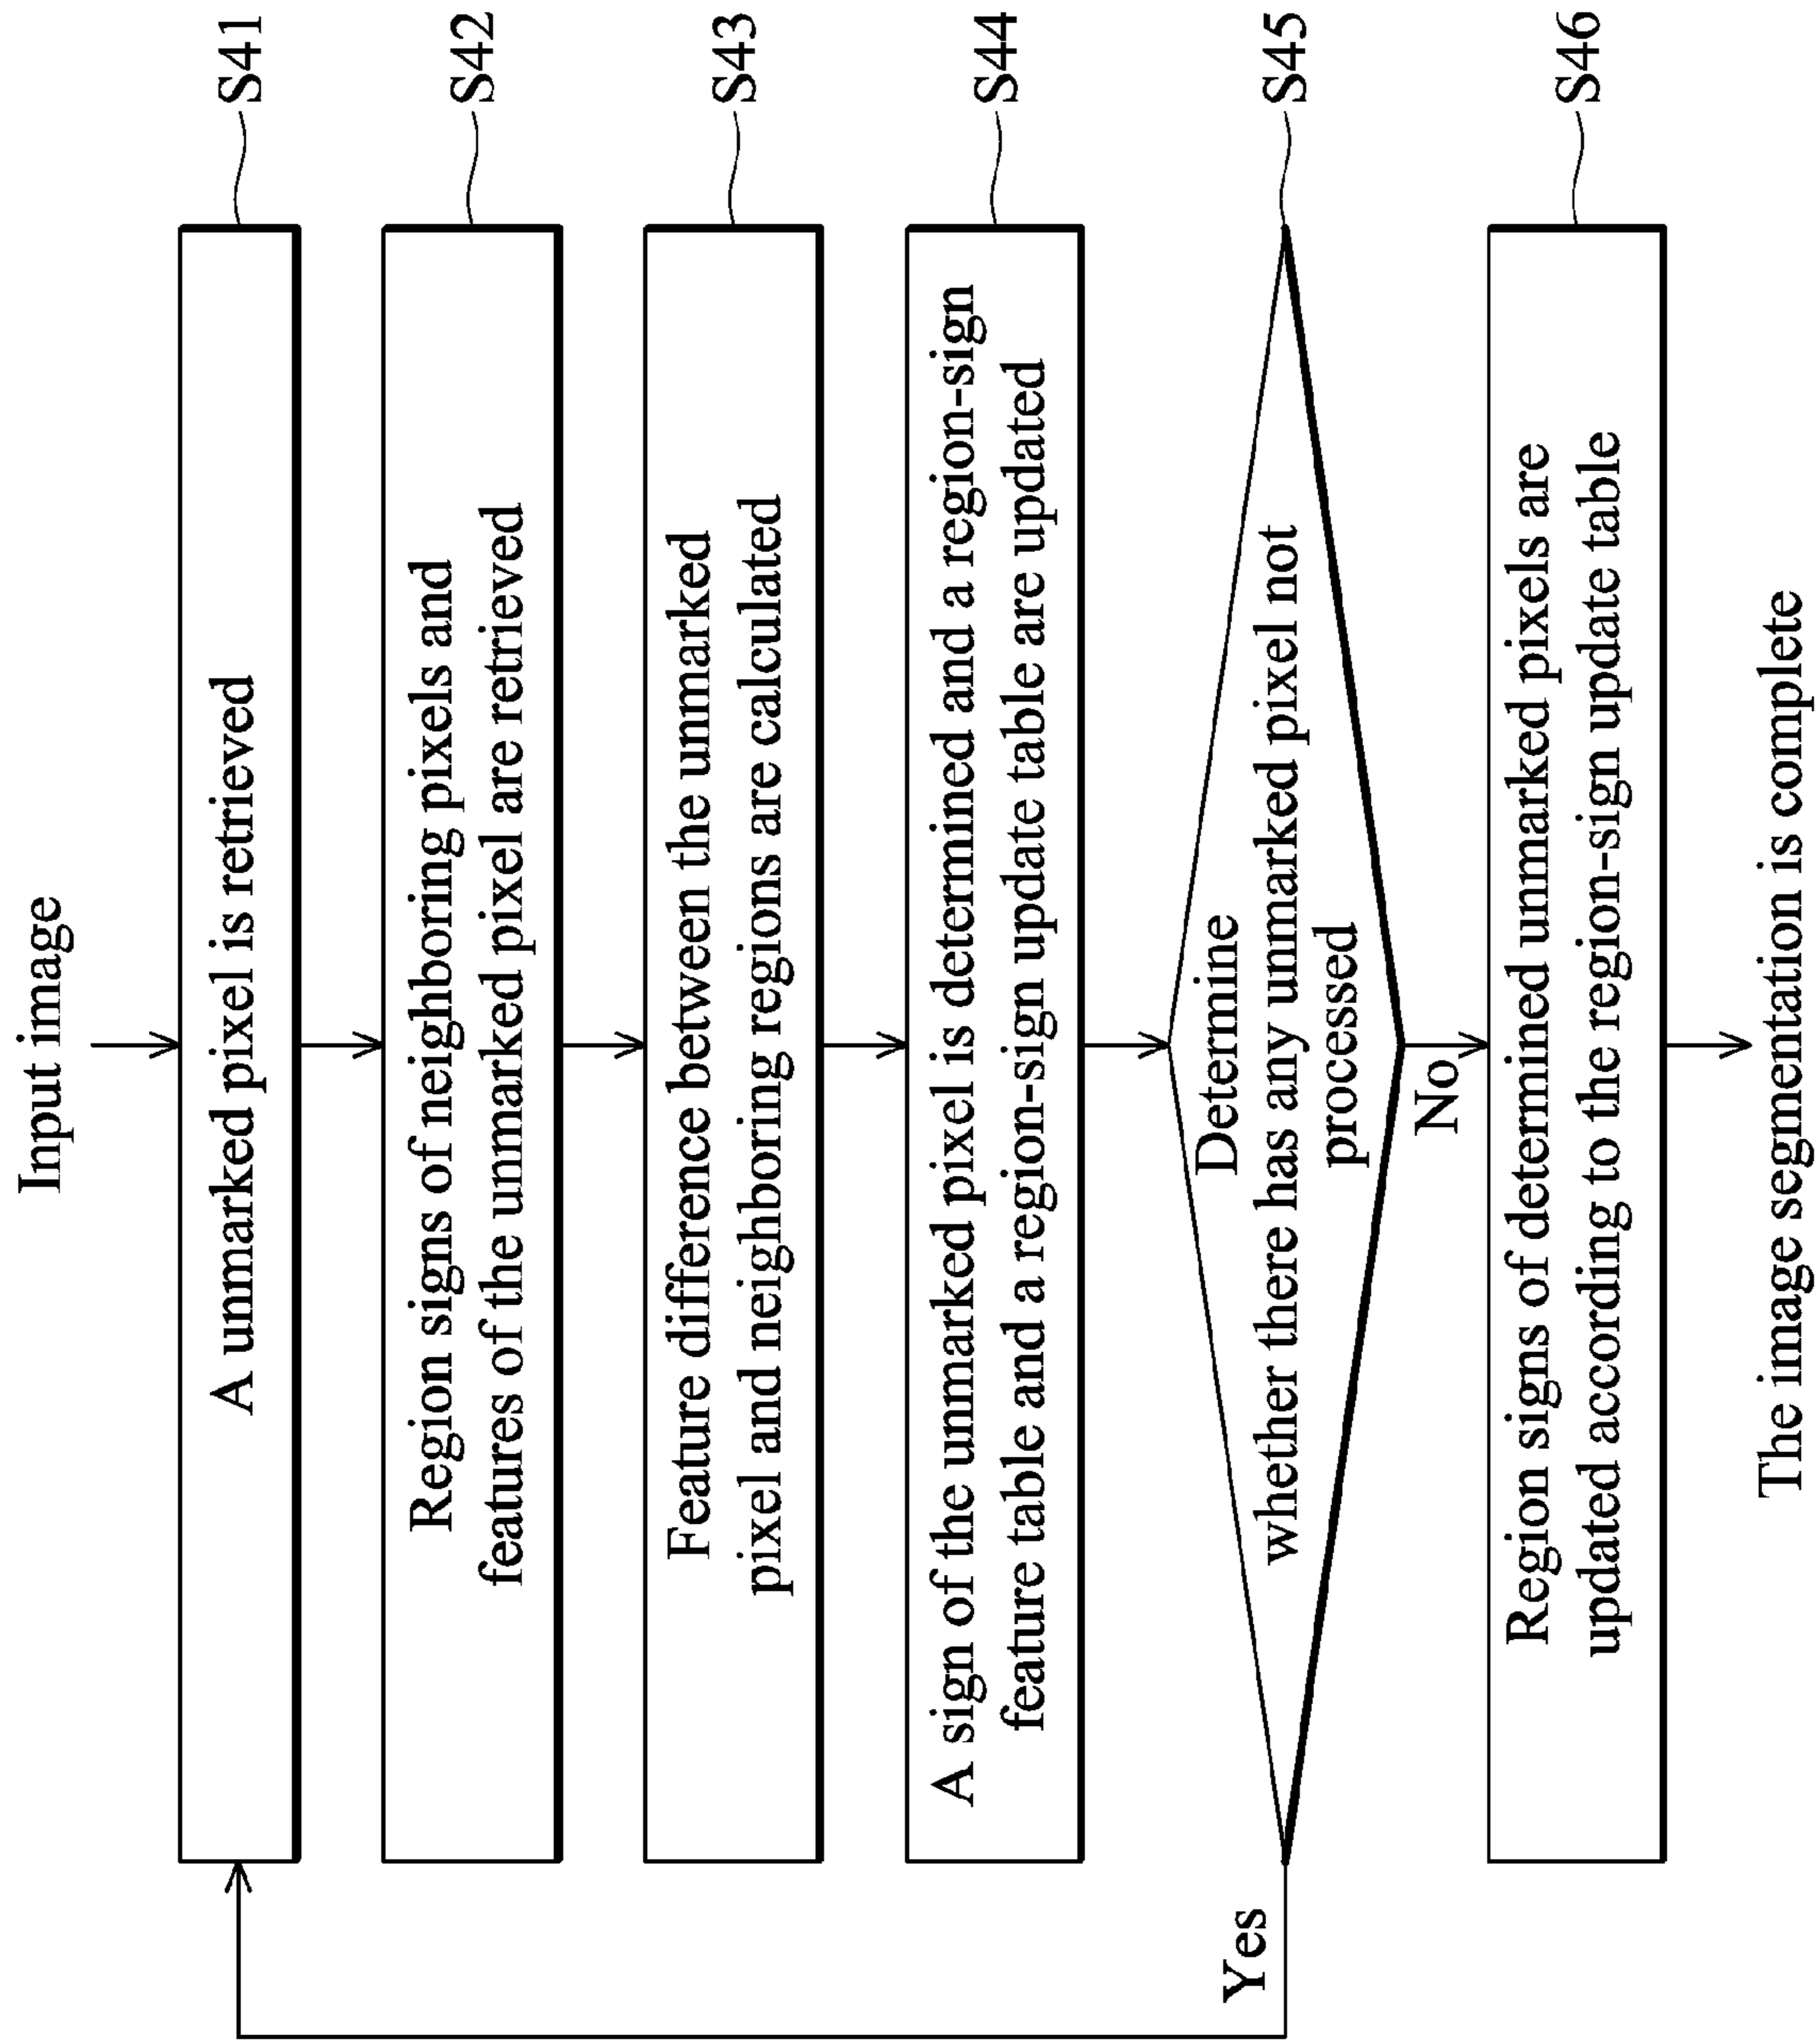 Input image
A unmarked pixel is retrieved
S41
Region signs of neighboring pixels and
features of the unmarked pixel are retrieved
S42
Feature difference between the unmarked
pixel and neighboring regions are calculated
S43
A sign of the unmarked pixel is determined and a region-sign
feature table and a region-sign update table are updated
S44
Determine
whether there has any unmarked pixel not
processed
S45
Yes
No
Region signs of determined unmarked pixels are
updated according to the region-sign update table
S46
The image segmentation is complete